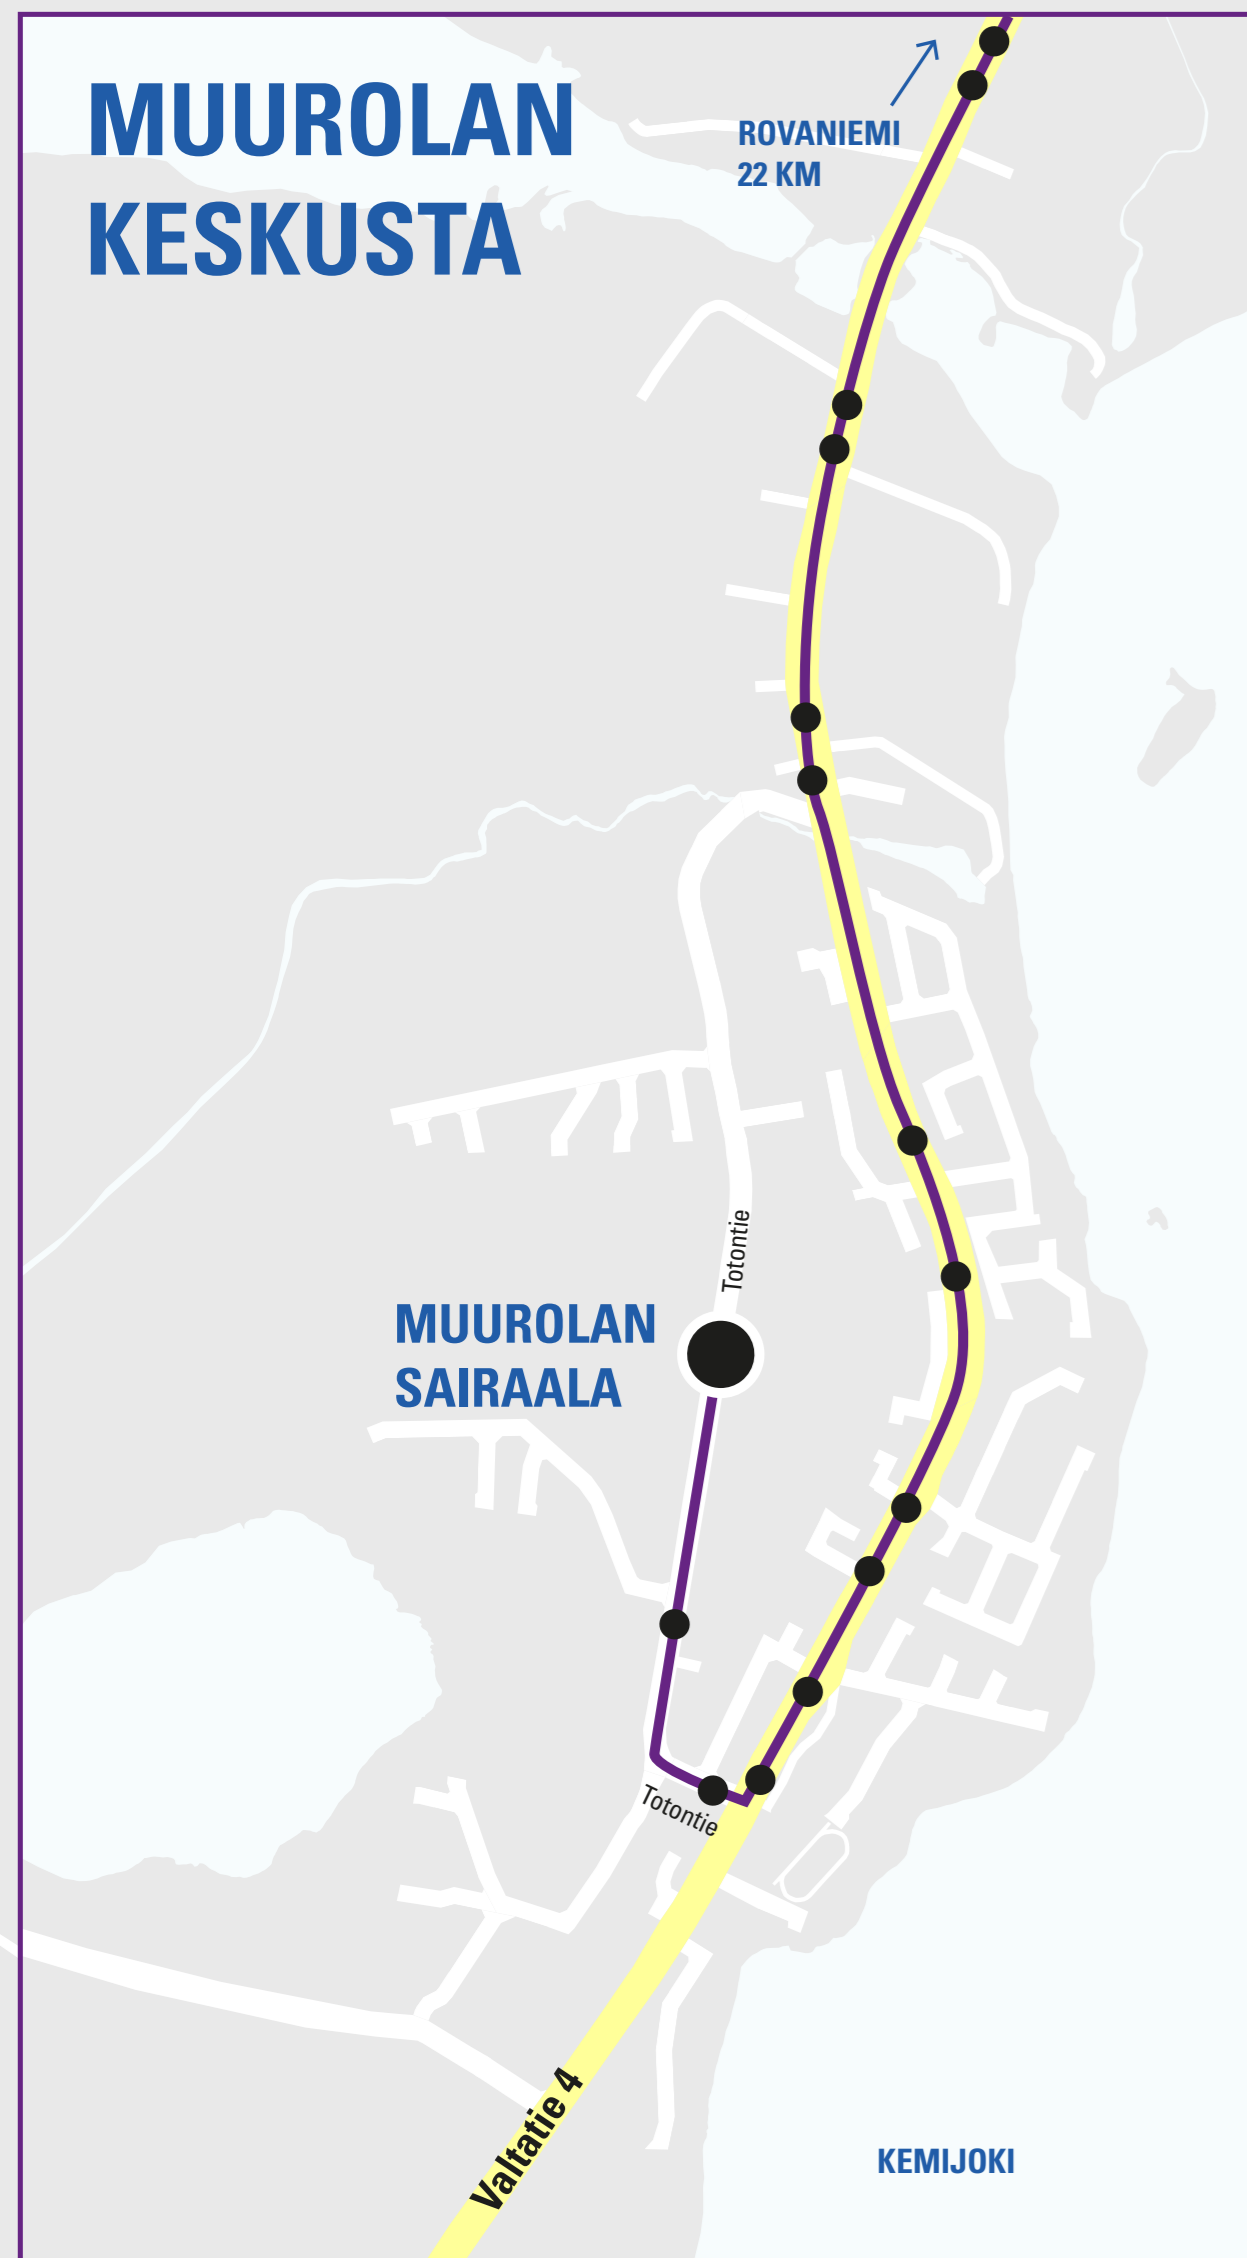 MUUROLAN
KESKUSTA
ROVANIEMI
22 KM
Totontie
MUUROLAN
SAIRAALA
Totontie
Valtatie 4
KEMIJOKI